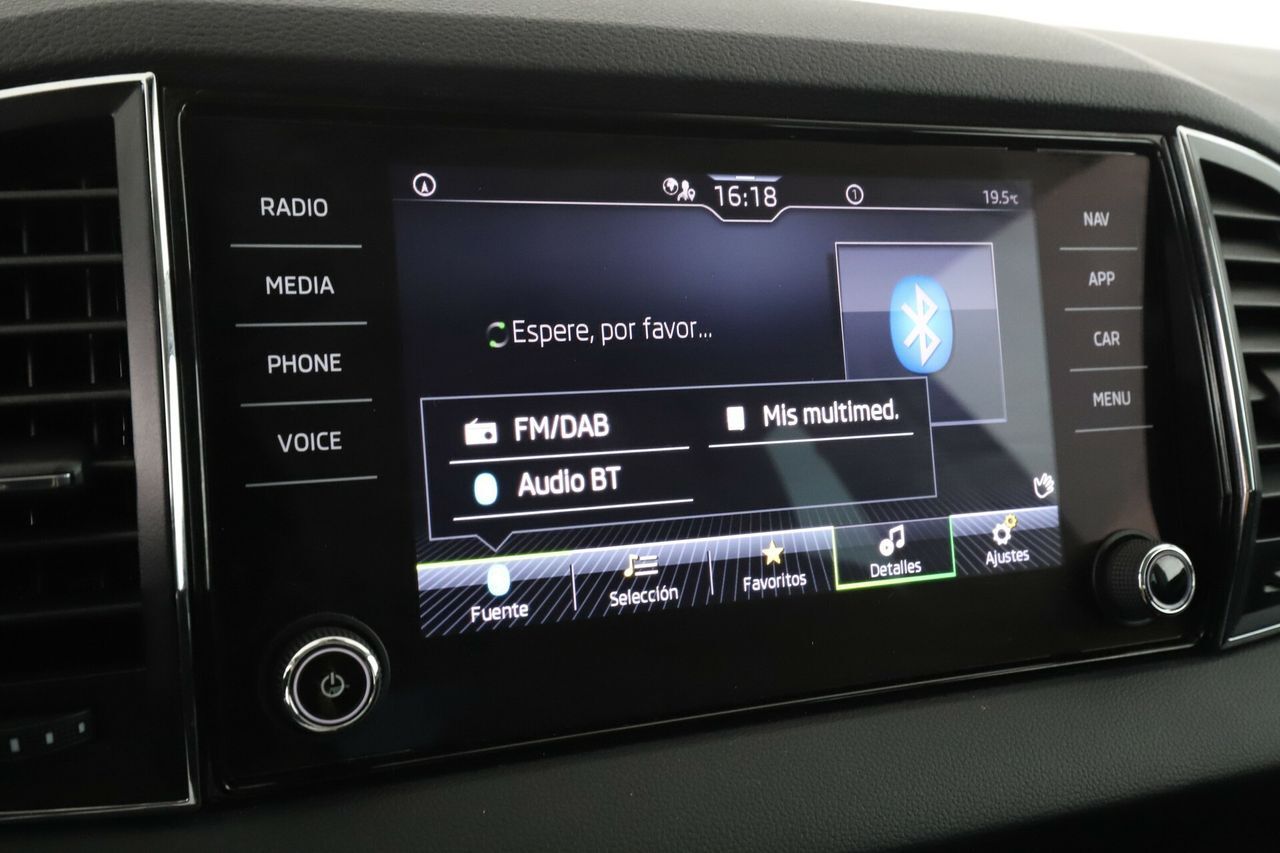 RADIO
MEDIA
PHONE
VOICE
16:18
1
19.5°C
Espere, por favor...
FM/DAB
Mis multimed.
Audio BT
Fuente
Selección
Favoritos
Detalles
Ajustes
NAV
APP
CAR
MENU